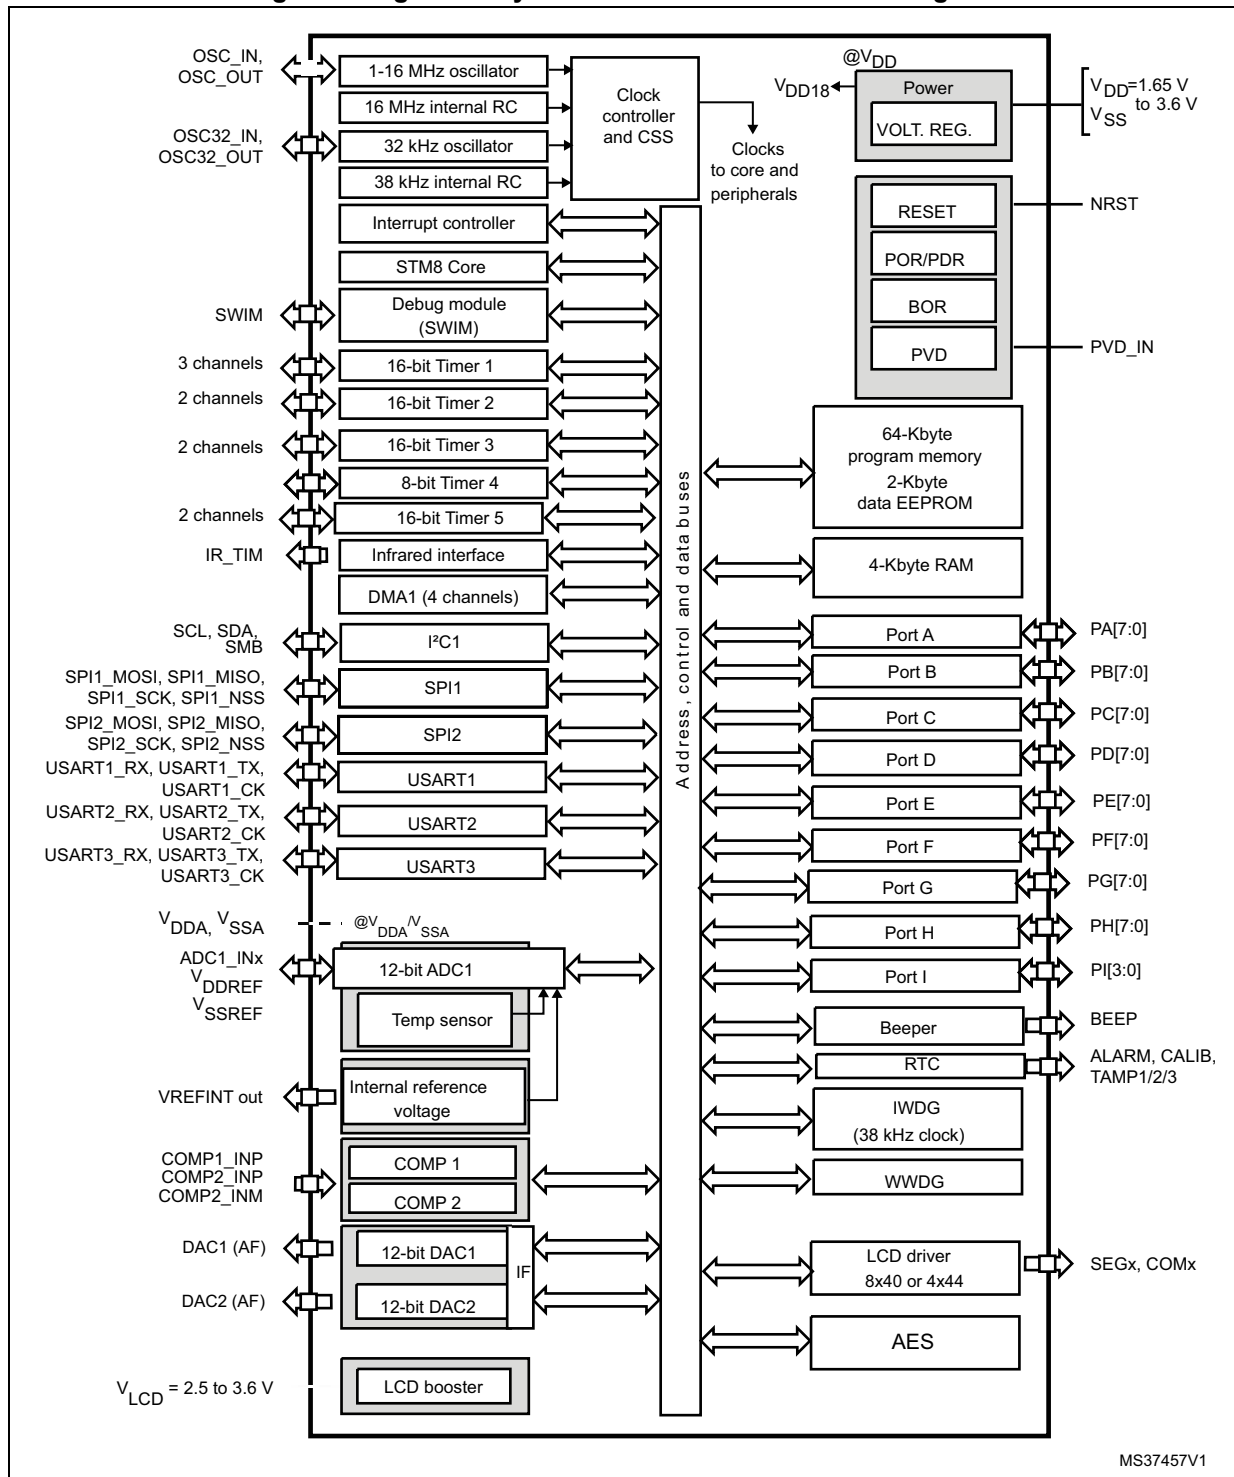 OSC_IN,
OSC_OUT
1-16 MHz oscillator
16 MHz internal RC
OSC32_IN,
OSC32_OUT
32 kHz oscillator
38 kHz internal RC
Clock
controller
and CSS
Clocks
to core and
peripherals
@VDD
VDD18
Power
VOLT. REG.
VDD=1.65 V
to 3.6 V
VSS
RESET
NRST
POR/PDR
BOR
PVD
PVD_IN
Interrupt controller
STM8 Core
SWIM
Debug module
(SWIM)
3 channels
16-bit Timer 1
2 channels
16-bit Timer 2
2 channels
16-bit Timer 3
8-bit Timer 4
2 channels
16-bit Timer 5
IR_TIM
Infrared interface
DMA1 (4 channels)
SCL, SDA,
SMB
I²C1
SPI1_MOSI, SPI1_MISO,
SPI1_SCK, SPI1_NSS
SPI1
SPI2_MOSI, SPI2_MISO,
SPI2_SCK, SPI2_NSS
SPI2
USART1_RX, USART1_TX,
USART1_CK
USART1
USART2_RX, USART2_TX,
USART2_CK
USART2
USART3_RX, USART3_TX,
USART3_CK
USART3
VDDA, VSSA
@VDDA/VSSA
ADC1_INx
VDDREF
VSSREF
12-bit ADC1
Temp sensor
VREFINT out
Internal reference
voltage
COMP1_INP
COMP2_INP
COMP2_INM
COMP 1
COMP 2
DAC1 (AF)
12-bit DAC1
IF
DAC2 (AF)
12-bit DAC2
VLCD = 2.5 to 3.6 V
LCD booster
Address, control and data buses
64-Kbyte
program memory
2-Kbyte
data EEPROM
4-Kbyte RAM
Port A
PA[7:0]
Port B
PB[7:0]
Port C
PC[7:0]
Port D
PD[7:0]
Port E
PE[7:0]
Port F
PF[7:0]
Port G
PG[7:0]
Port H
PH[7:0]
Port I
PI[3:0]
Beeper
BEEP
RTC
ALARM, CALIB,
TAMP1/2/3
IWDG
(38 kHz clock)
WWDG
LCD driver
8x40 or 4x44
SEGx, COMx
AES
MS37457V1